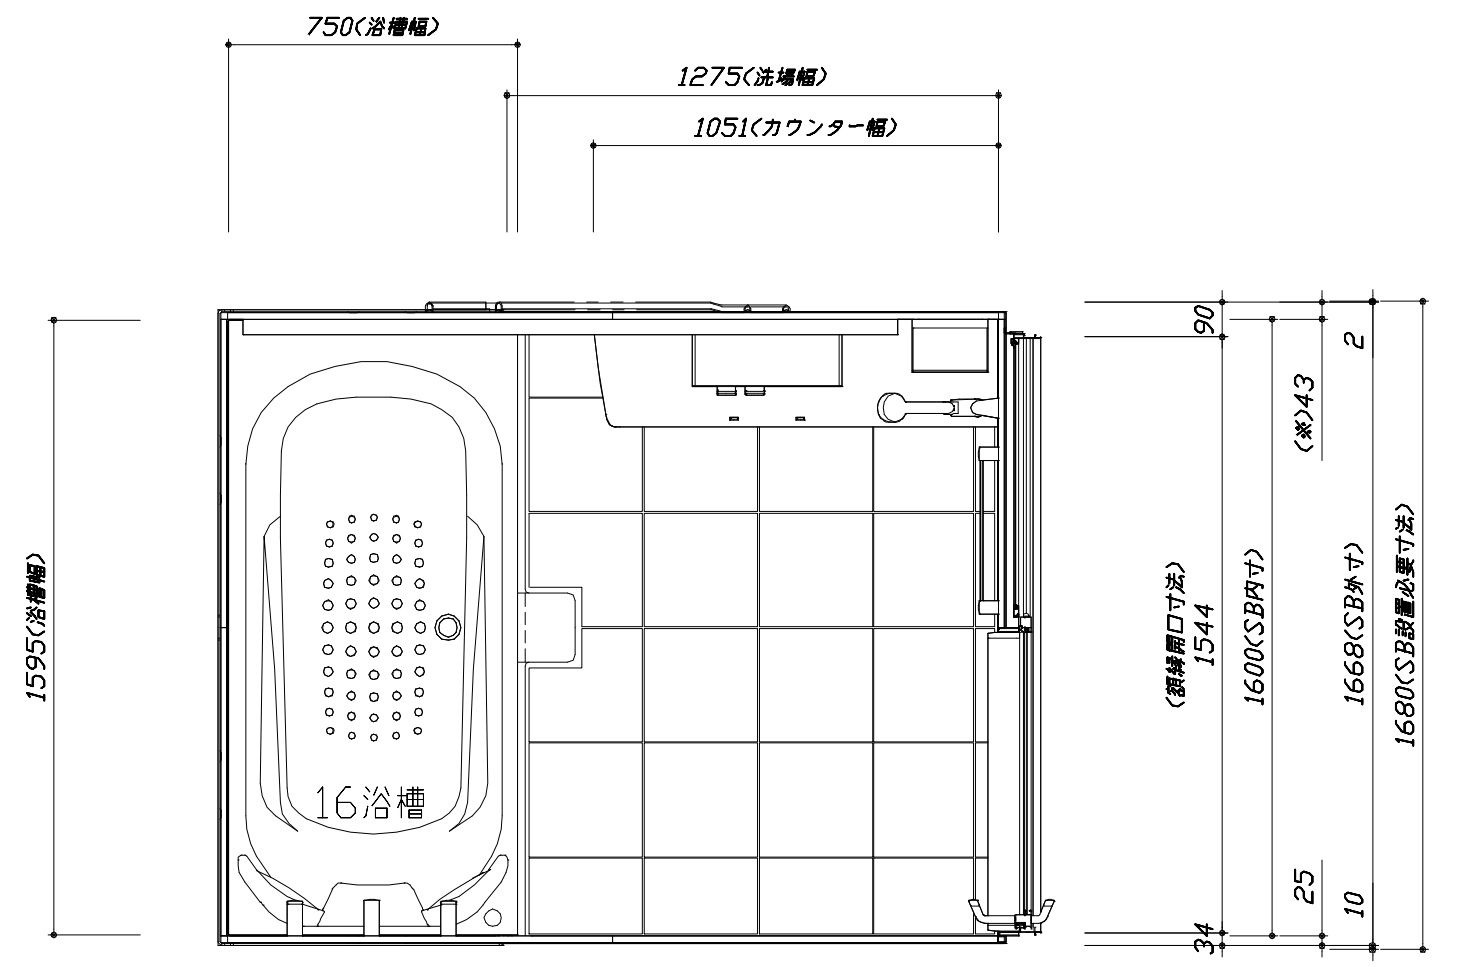 750(浴槽幅)
1275(洗場幅)
1051(カウンター幅)
90
2
(※)43
1595(浴槽幅)
(額縁開口寸法)
1544
1600(SB内寸)
1668(SB外寸)
1680(SB設置必要寸法)
16浴槽
25
10
34